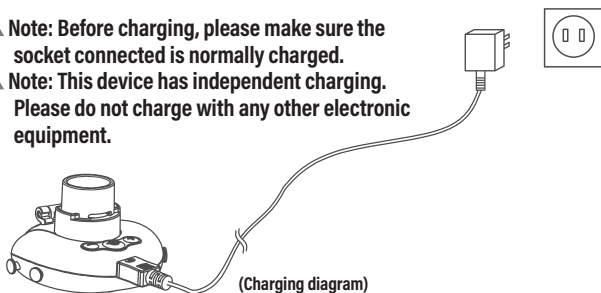 Note: Before charging, please make sure the
socket connected is normally charged.
Note: This device has independent charging.
Please do not charge with any other electronic
equipment.
(Charging diagram)